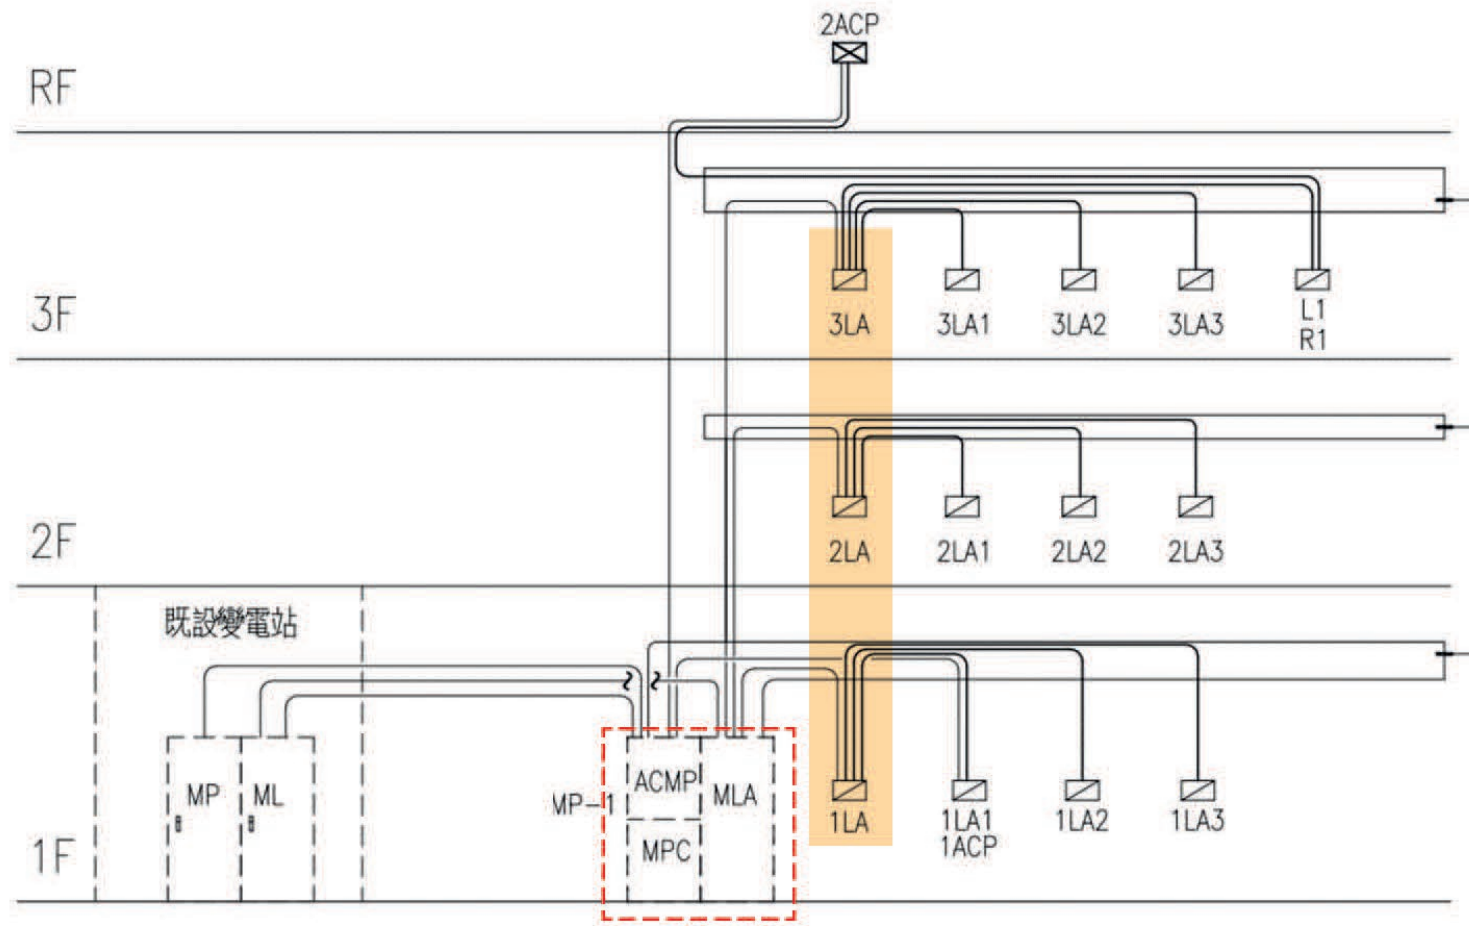 2ACP
RF
3F
3LA
3LA1
3LA2
3LA3
L1
R1
2F
2LA
2LA1
2LA2
2LA3
既設變電站
MP
ML
MP-1
ACMP
MPC
MLA
1F
1LA
1LA1
1ACP
1LA2
1LA3